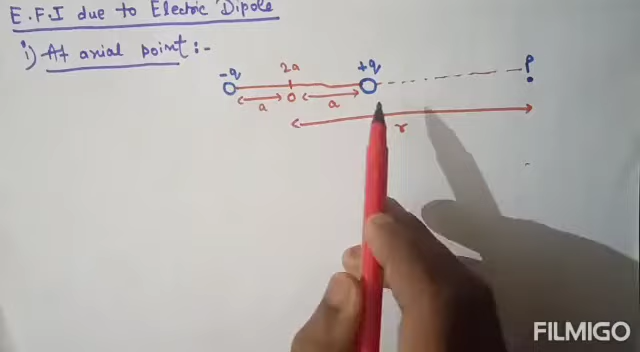 E.F.I due to Electric Dipole
i) At axial point :-
-q 2a +q P
a o a
r
FILMIGO